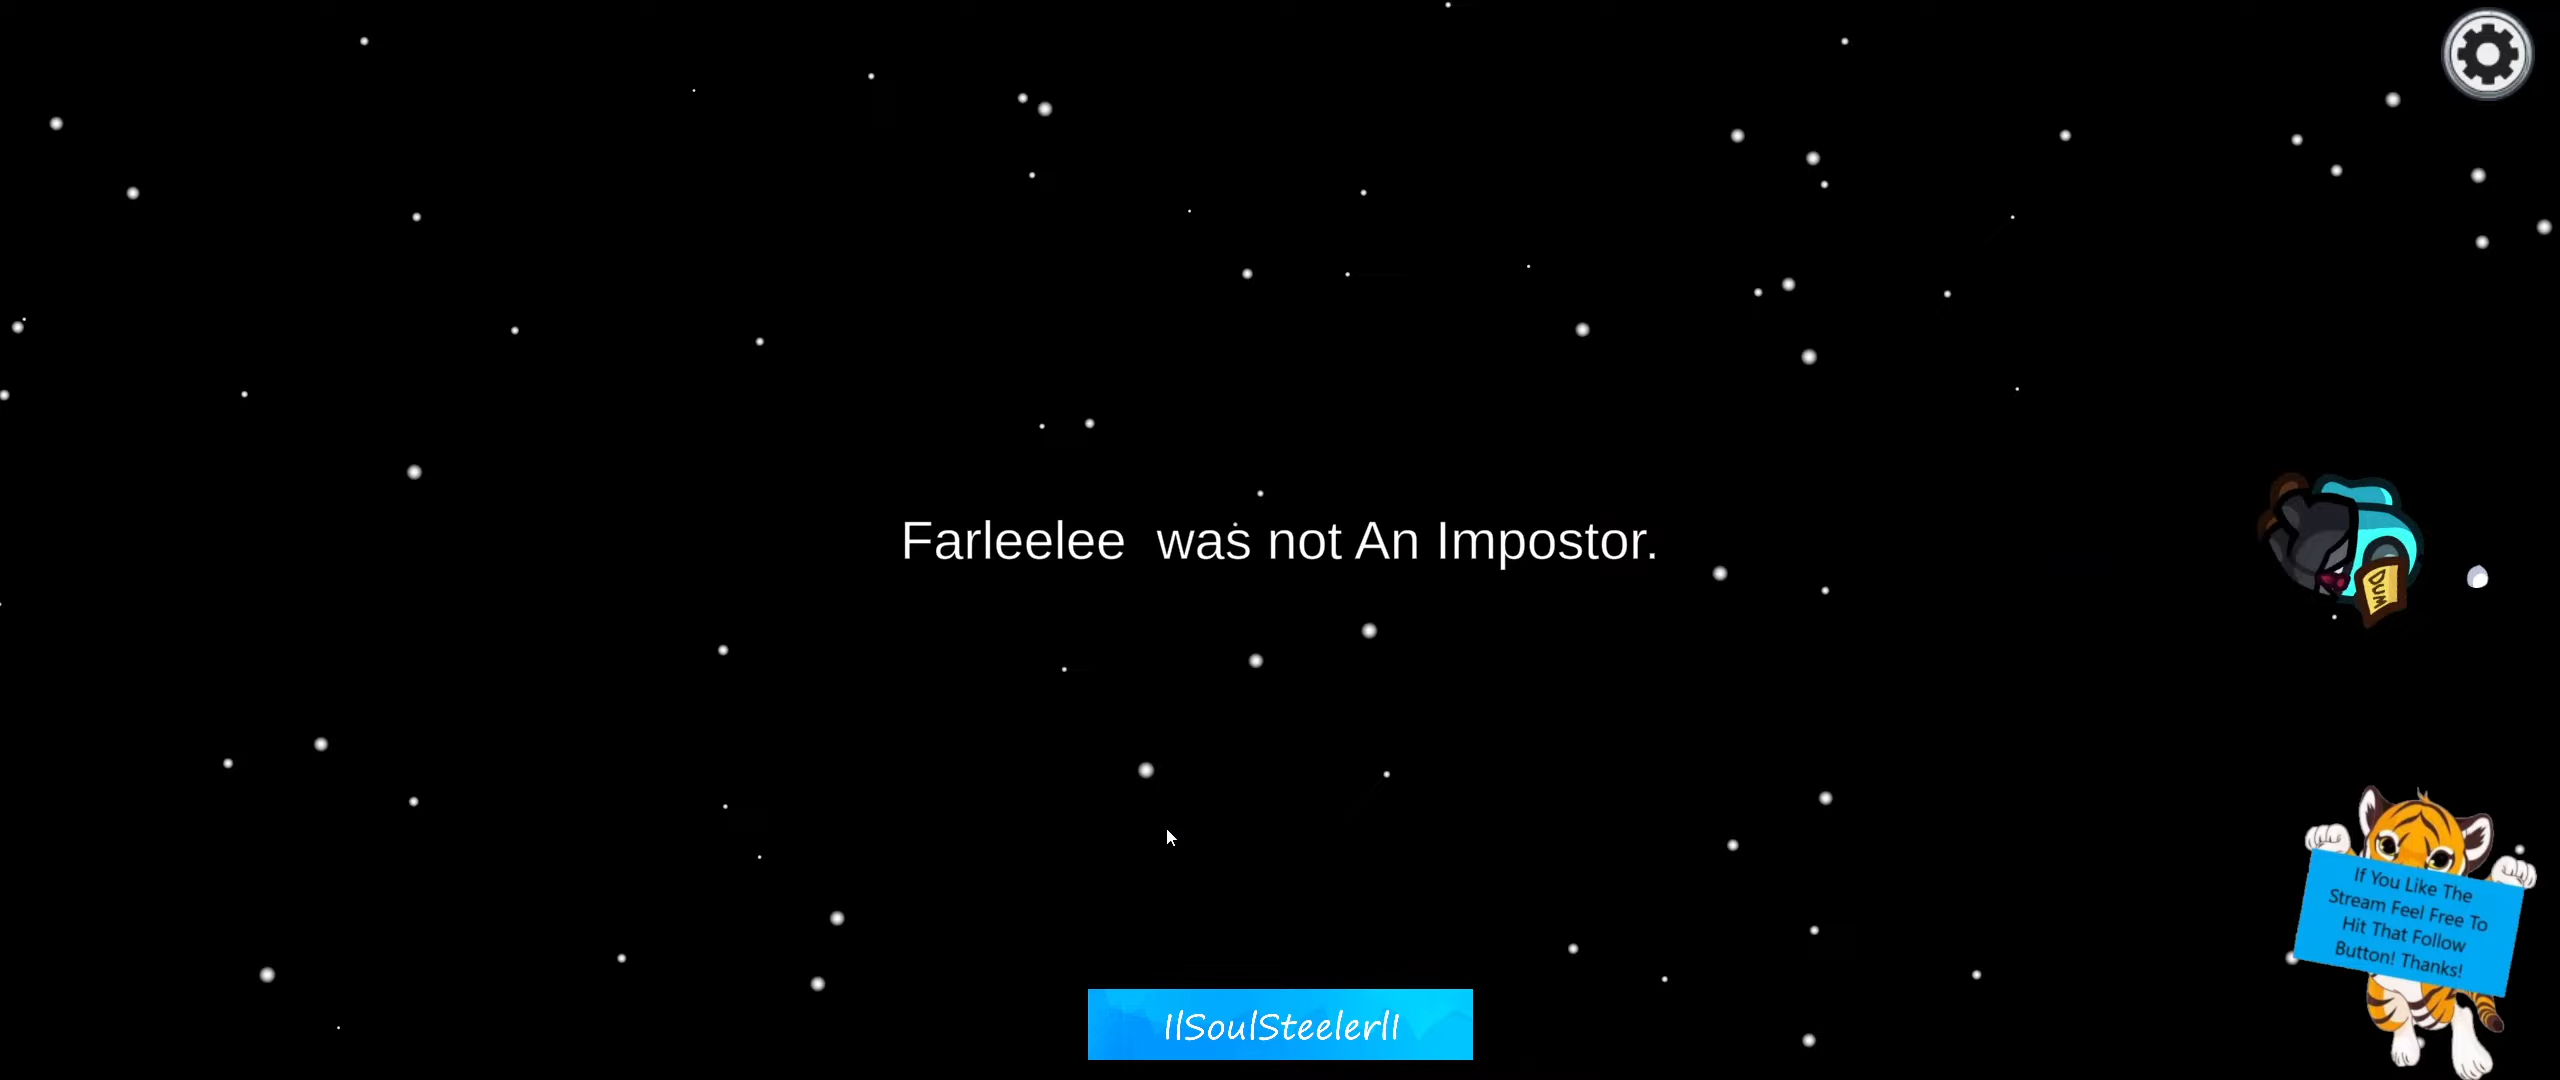 Farleelee  was not An Impostor.
DUM
If You Like The
Stream Feel Free To
Hit That Follow
Button! Thanks!
IlSoulSteelerlI